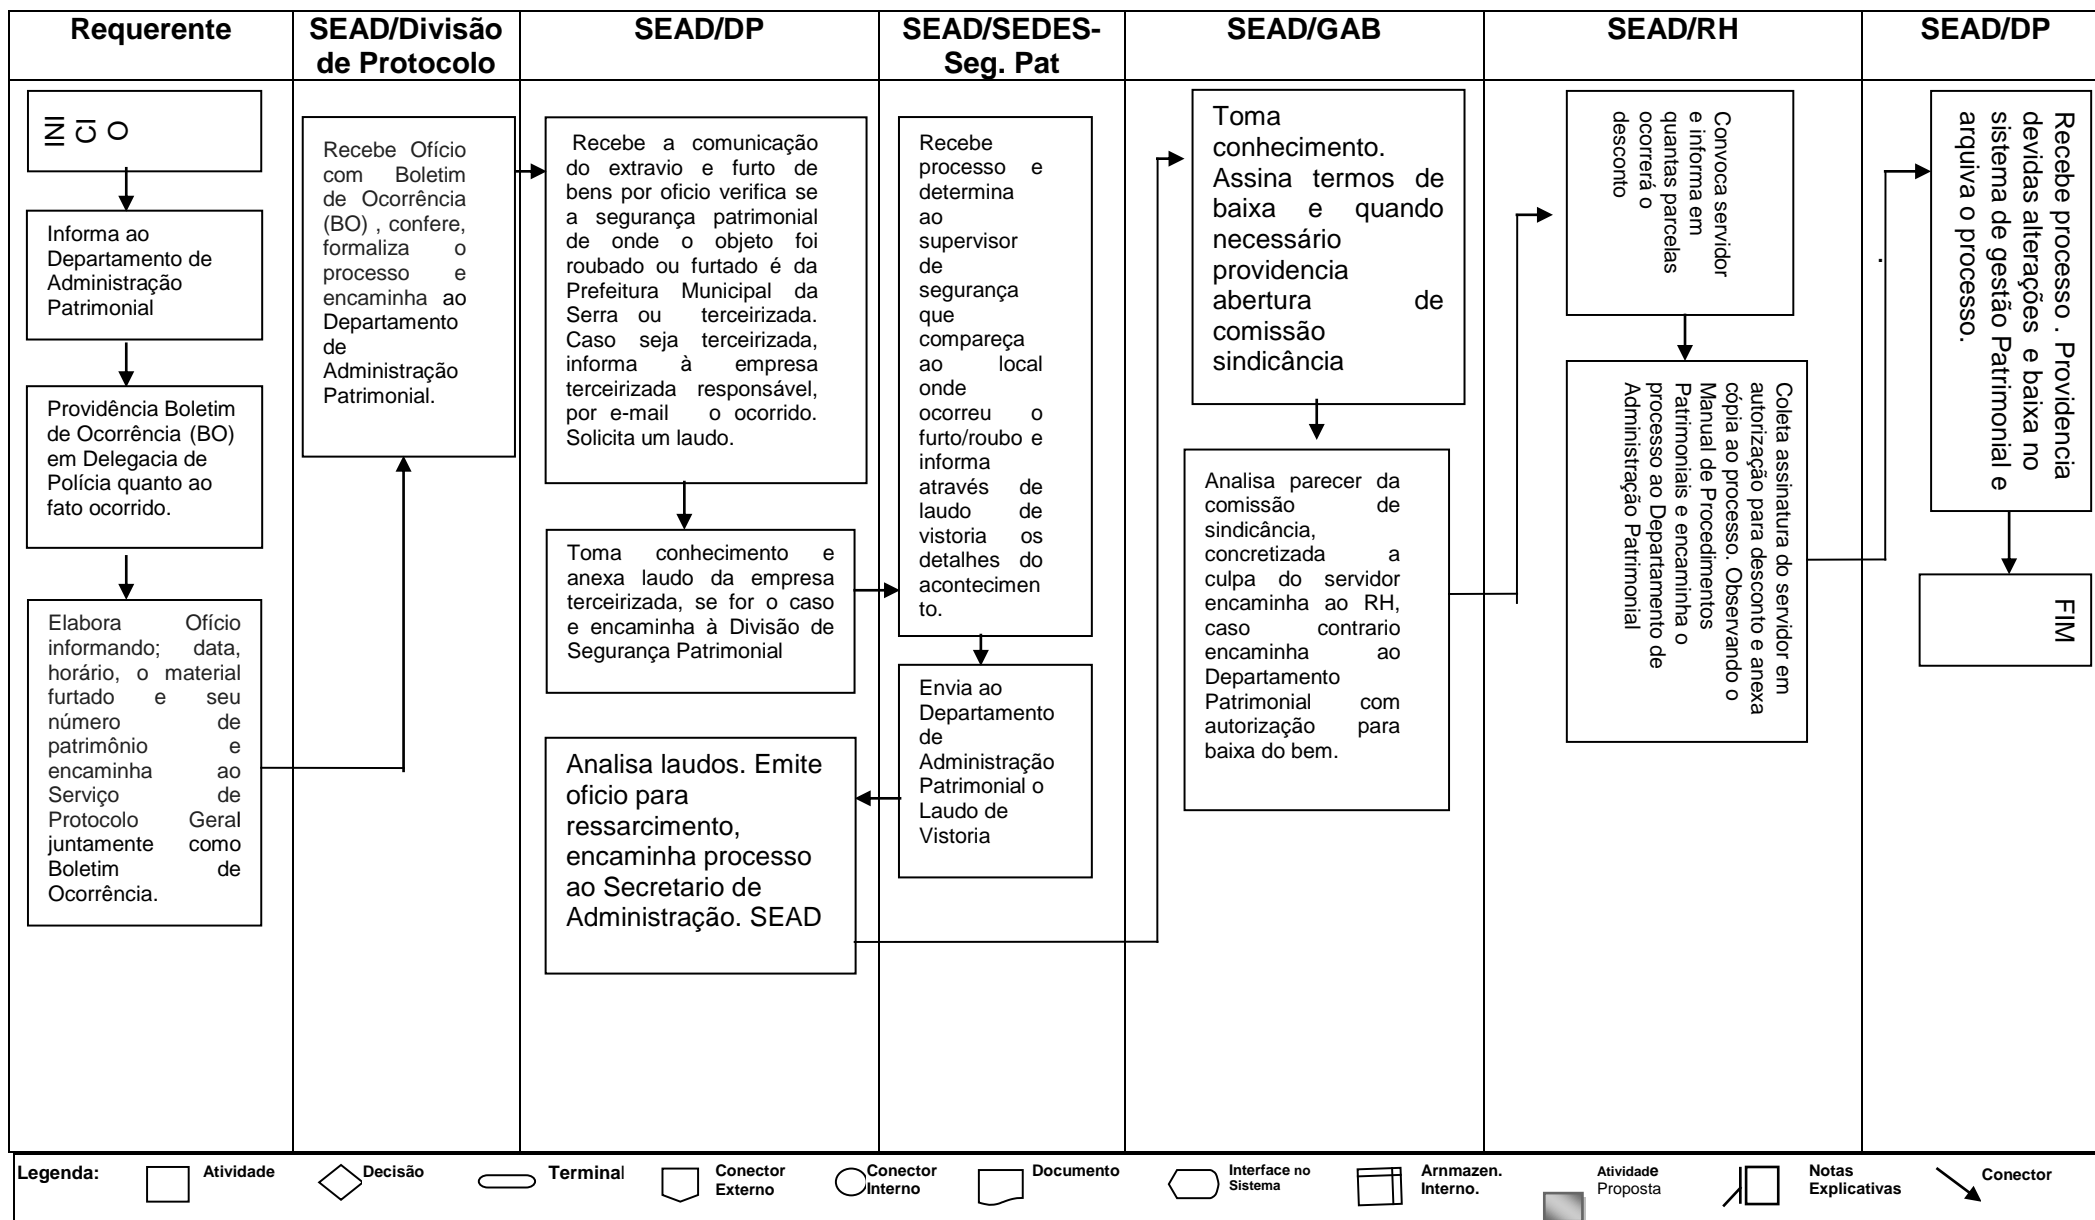 Requerente
SEAD/Divisão
de Protocolo
SEAD/DP
SEAD/SEDES-
Seg. Pat
SEAD/GAB
SEAD/RH
SEAD/DP
INI
CI
O
Informa ao
Departamento de
Administração
Patrimonial
Providência Boletim
de Ocorrência (BO)
em Delegacia de
Polícia quanto ao
fato ocorrido.
Elabora Ofício
informando; data,
horário, o material
furtado e seu
número de
patrimônio e
encaminha ao
Serviço de
Protocolo Geral
juntamente como
Boletim de
Ocorrência.
Recebe Ofício
com Boletim
de Ocorrência
(BO) , confere,
formaliza o
processo e
encaminha ao
Departamento
de
Administração
Patrimonial.
Recebe a comunicação
do extravio e furto de
bens por oficio verifica se
a segurança patrimonial
de onde o objeto foi
roubado ou furtado é da
Prefeitura Municipal da
Serra ou terceirizada.
Caso seja terceirizada,
informa à empresa
terceirizada responsável,
por e-mail o ocorrido.
Solicita um laudo.
Toma conhecimento e
anexa laudo da empresa
terceirizada, se for o caso
e encaminha à Divisão de
Segurança Patrimonial
Analisa laudos. Emite
oficio para
ressarcimento,
encaminha processo
ao Secretario de
Administração. SEAD
Recebe
processo e
determina
ao
supervisor
de
segurança
que
compareça
ao local
onde
ocorreu o
furto/roubo e
informa
através de
laudo de
vistoria os
detalhes do
acontecimen
to.
Envia ao
Departamento
de
Administração
Patrimonial o
Laudo de
Vistoria
Toma
conhecimento.
Assina termos de
baixa e quando
necessário
providencia
abertura de
comissão
sindicância
Analisa parecer da
comissão de
sindicância,
concretizada a
culpa do servidor
encaminha ao RH,
caso contrario
encaminha ao
Departamento
Patrimonial com
autorização para
baixa do bem.
Convoca servidor
e informa em
quantas parcelas
ocorrerá o
desconto
Coleta assinatura do servidor em
autorização para desconto e anexa
cópia ao processo. Observando o
Manual de Procedimentos
Patrimoniais e encaminha o
processo ao Departamento de
Administração Patrimonial
.
Recebe processo . Providencia
devidas alterações e baixa no
sistema de gestão Patrimonial e
arquiva o processo.
FIM
Legenda:
Atividade
Decisão
Terminal
Conector
Externo
Conector
Interno
Documento
Interface no
Sistema
Arnmazen.
Interno.
Atividade
Proposta
Notas
Explicativas
Conector